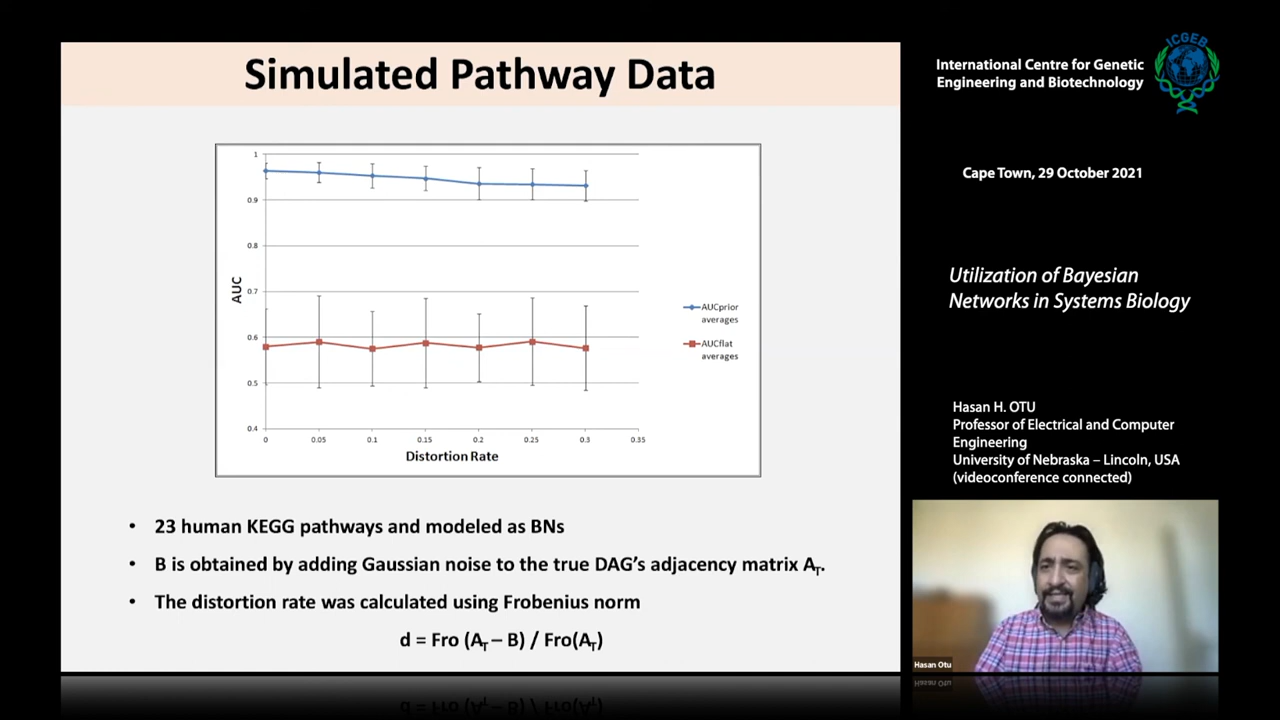 Simulated Pathway Data
1
0.9
0.8
0.7
0.6
0.5
0.4
AUC
0
0.05
0.1
0.15
0.2
0.25
0.3
0.35
Distortion Rate
AUCprior
averages
AUCflat
averages
• 23 human KEGG pathways and modeled as BNs
• B is obtained by adding Gaussian noise to the true DAG's adjacency matrix AT.
• The distortion rate was calculated using Frobenius norm
d = Fro (AT – B) / Fro(AT)
International Centre for Genetic
Engineering and Biotechnology
ICGEB
Cape Town, 29 October 2021
Utilization of Bayesian
Networks in Systems Biology
Hasan H. OTU
Professor of Electrical and Computer
Engineering
University of Nebraska – Lincoln, USA
(videoconference connected)
Hasan Otu